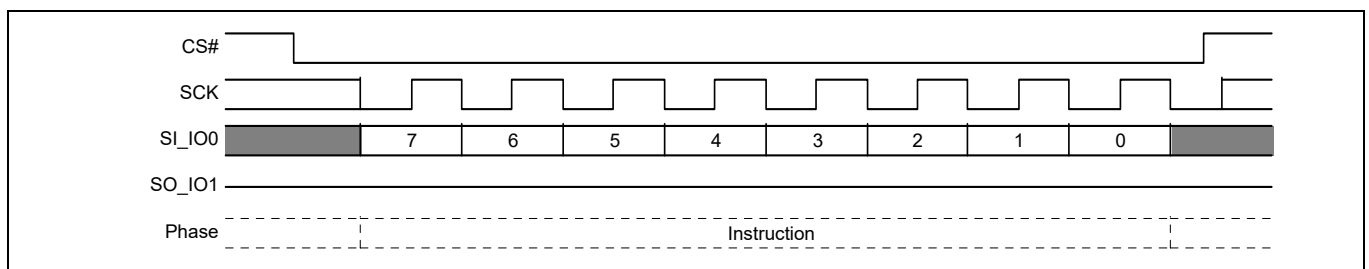 CS#
SCK
SI_IO0 7 6 5 4 3 2 1 0
SO_IO1
Phase Instruction